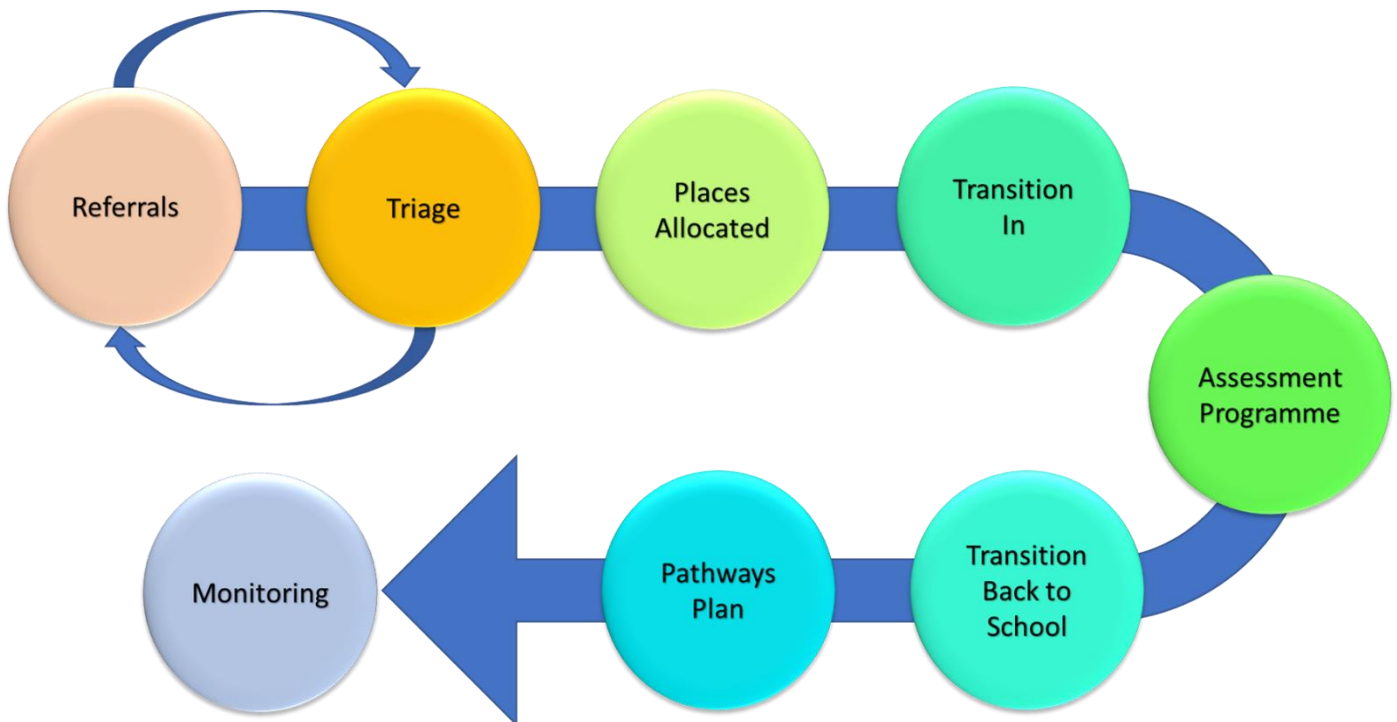 Referrals
Triage
Places
Allocated
Transition
In
Assessment
Programme
Transition
Back to
School
Pathways
Plan
Monitoring